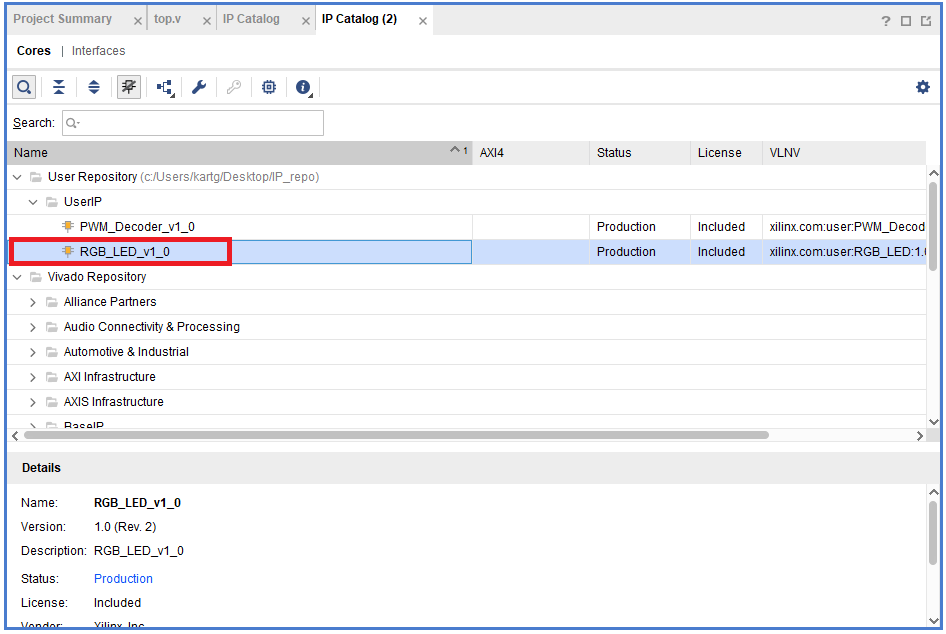 Project Summary × top.v × IP Catalog × IP Catalog (2) × ?
Cores | Interfaces
Search:
Name 1 AXI4 Status License VLNV
User Repository (c:/Users/kartg/Desktop/IP_repo)
UserIP
PWM_Decoder_v1_0 Production Included xilinx.com:user:PWM_Decod
RGB_LED_v1_0 Production Included xilinx.com:user:RGB_LED:1.
Vivado Repository
Alliance Partners
Audio Connectivity & Processing
Automotive & Industrial
AXI Infrastructure
AXIS Infrastructure
BaseIP
Details
Name: RGB_LED_v1_0
Version: 1.0 (Rev. 2)
Description: RGB_LED_v1_0
Status: Production
License: Included
Vendor: Xilinx, Inc.